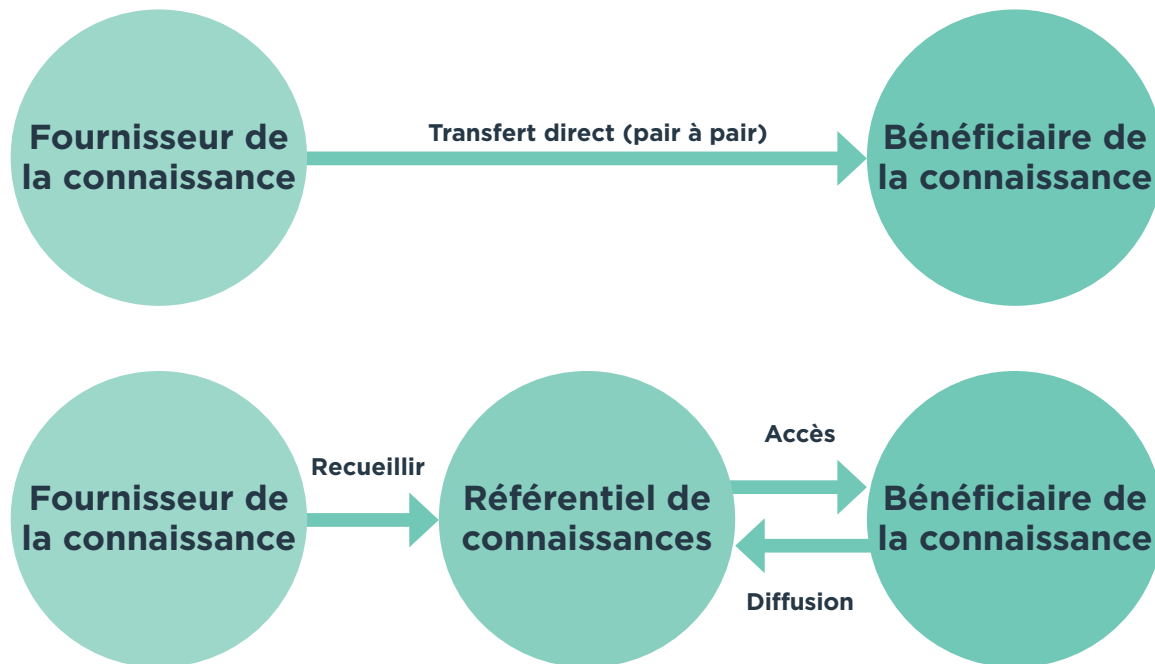 Fournisseur de
la connaissance
Transfert direct (pair à pair)
Bénéficiaire de
la connaissance
Fournisseur de
la connaissance
Recueillir
Référentiel de
connaissances
Accès
Diffusion
Bénéficiaire de
la connaissance